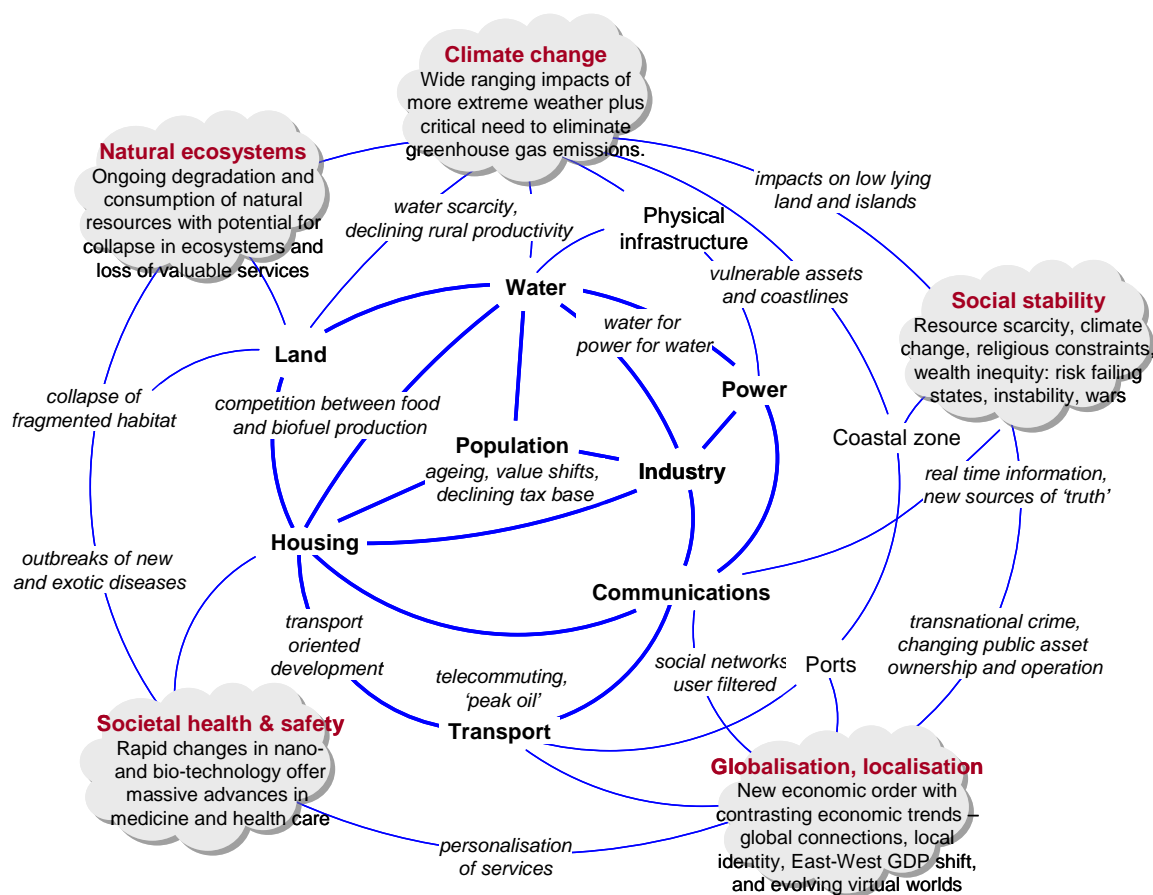 Climate change
Wide ranging impacts of
more extreme weather plus
critical need to eliminate
greenhouse gas emissions.
Natural ecosystems
Ongoing degradation and
consumption of natural
resources with potential for
collapse in ecosystems and
loss of valuable services
impacts on low lying
land and islands
water scarcity,
declining rural productivity
Physical
infrastructure
vulnerable assets
and coastlines
Water
Social stability
Resource scarcity, climate
change, religious constraints,
wealth inequity: risk failing
states, instability, wars
water for
power for water
Land
Power
collapse of
fragmented habitat
competition between food
and biofuel production
Coastal zone
Population
ageing, value shifts,
declining tax base
Industry
real time information,
new sources of ‘truth’
Housing
outbreaks of new
and exotic diseases
Communications
transport
oriented
development
transnational crime,
changing public asset
ownership and operation
social networks
user filtered
Ports
telecommuting,
‘peak oil’
Transport
Societal health & safety
Rapid changes in nano-
and bio-technology offer
massive advances in
medicine and health care
Globalisation, localisation
New economic order with
contrasting economic trends –
global connections, local
identity, East-West GDP shift,
and evolving virtual worlds
personalisation
of services